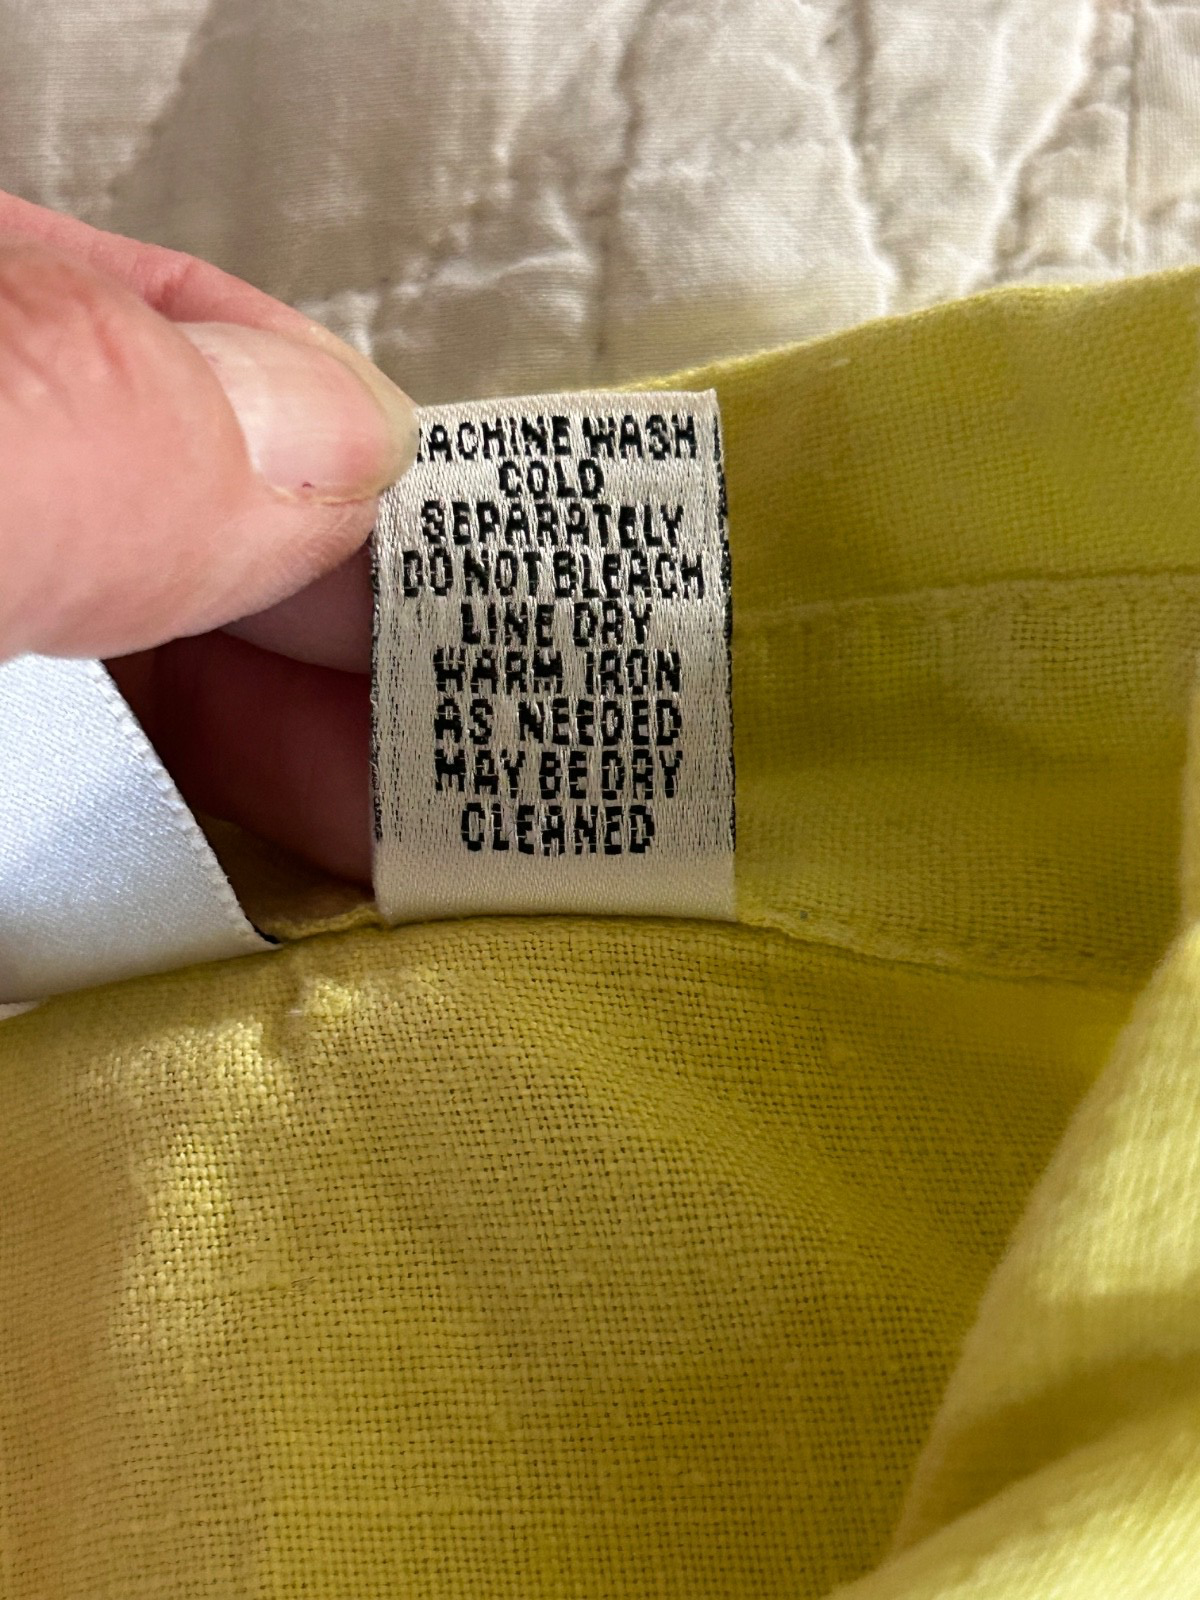 MACHINE WASH
COLD
SEPARATELY
DO NOT BLEACH
LINE DRY
WARM IRON
AS NEEDED
MAY BE DRY
CLEANED